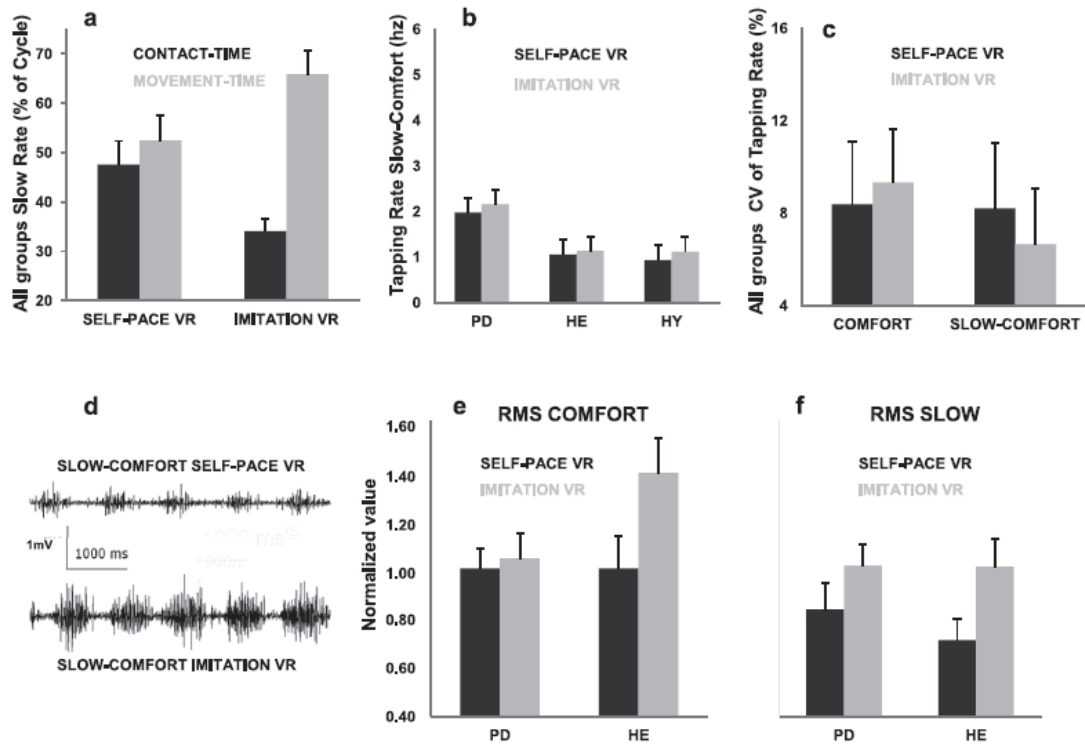 a
All groups Slow Rate (% of Cycle)
70
60
50
40
30
20
CONTACT-TIME
MOVEMENT-TIME
SELF-PACE VR
IMITATION VR
b
Tapping Rate Slow-Comfort (hz)
6
5
4
3
2
1
0
SELF-PACE VR
IMITATION VR
PD
HE
HY
c
All groups CV of Tapping Rate (%)
16
12
8
4
SELF-PACE VR
IMITATION VR
COMFORT
SLOW-COMFORT
d
SLOW-COMFORT SELF-PACE VR
1mV
1000 ms
SLOW-COMFORT IMITATION VR
e
RMS COMFORT
Normalized value
1.60
1.40
1.20
1.00
0.80
0.60
0.40
SELF-PACE VR
IMITATION VR
PD
HE
f
RMS SLOW
SELF-PACE VR
IMITATION VR
PD
HE